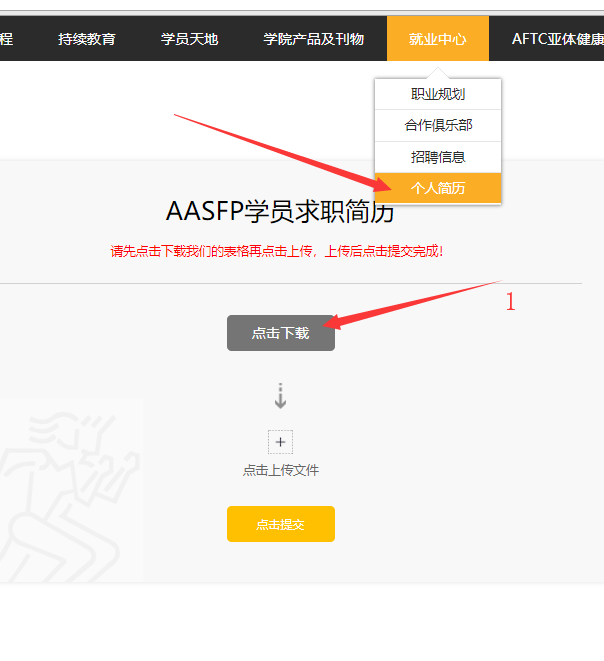 程 持续教育 学员天地 学院产品及刊物 就业中心 AFTC亚体健康
职业规划
合作俱乐部
招聘信息
个人简历
AASFP学员求职简历
请先点击下载我们的表格再点击上传，上传后点击提交完成！
1
点击下载
+
点击上传文件
点击提交